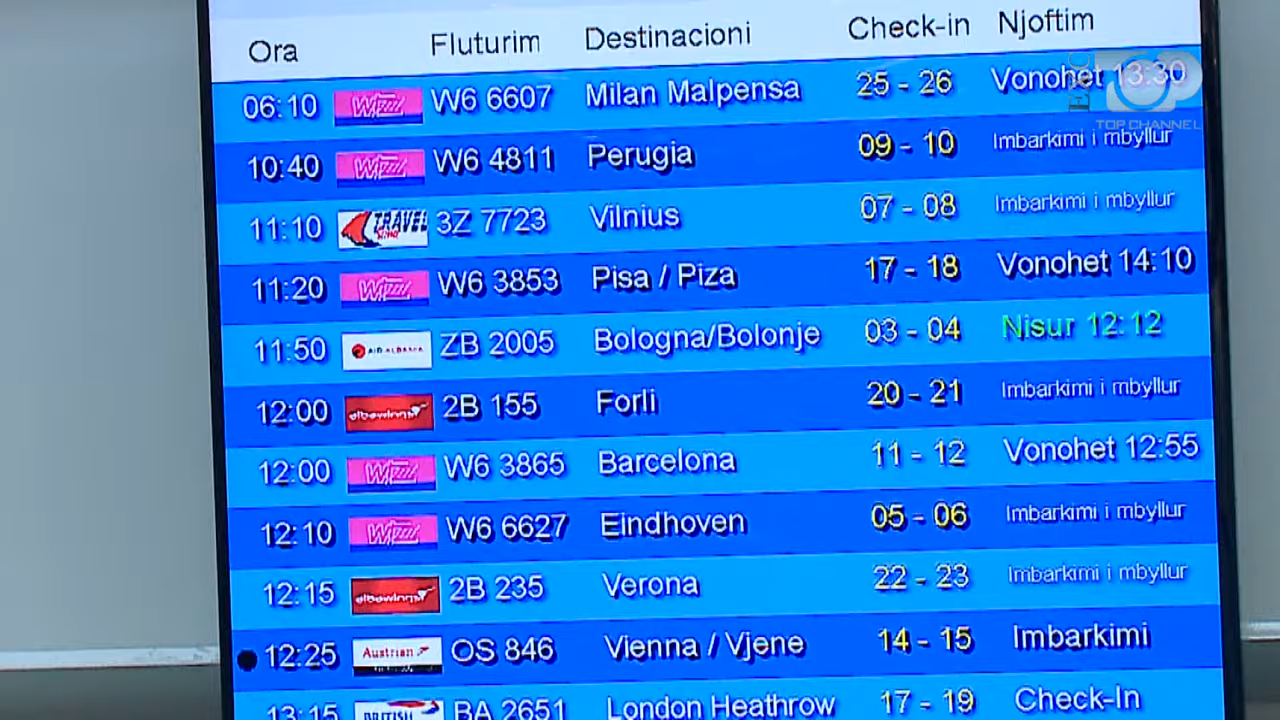 Ora Fluturim Destinacioni Check-in Njoftim
06:10 Wizz W6 6607 Milan Malpensa 25 - 26 Vonohet 13:30
EXC TOP CHANNEL
10:40 Wizz W6 4811 Perugia 09 - 10 Imbarkimi i mbyllur
11:10 TRAVEL 3Z 7723 Vilnius 07 - 08 Imbarkimi i mbyllur
11:20 Wizz W6 3853 Pisa / Piza 17 - 18 Vonohet 14:10
11:50 AIR ALBANIA ZB 2005 Bologna/Bolonje 03 - 04 Nisur 12:12
12:00 albawings 2B 155 Forli 20 - 21 Imbarkimi i mbyllur
12:00 Wizz W6 3865 Barcelona 11 - 12 Vonohet 12:55
12:10 Wizz W6 6627 Eindhoven 05 - 06 Imbarkimi i mbyllur
12:15 albawings 2B 235 Verona 22 - 23 Imbarkimi i mbyllur
12:25 Austrian OS 846 Vienna / Vjene 14 - 15 Imbarkimi
13:15 BRITISH BA 2651 London Heathrow 17 - 19 Check-In